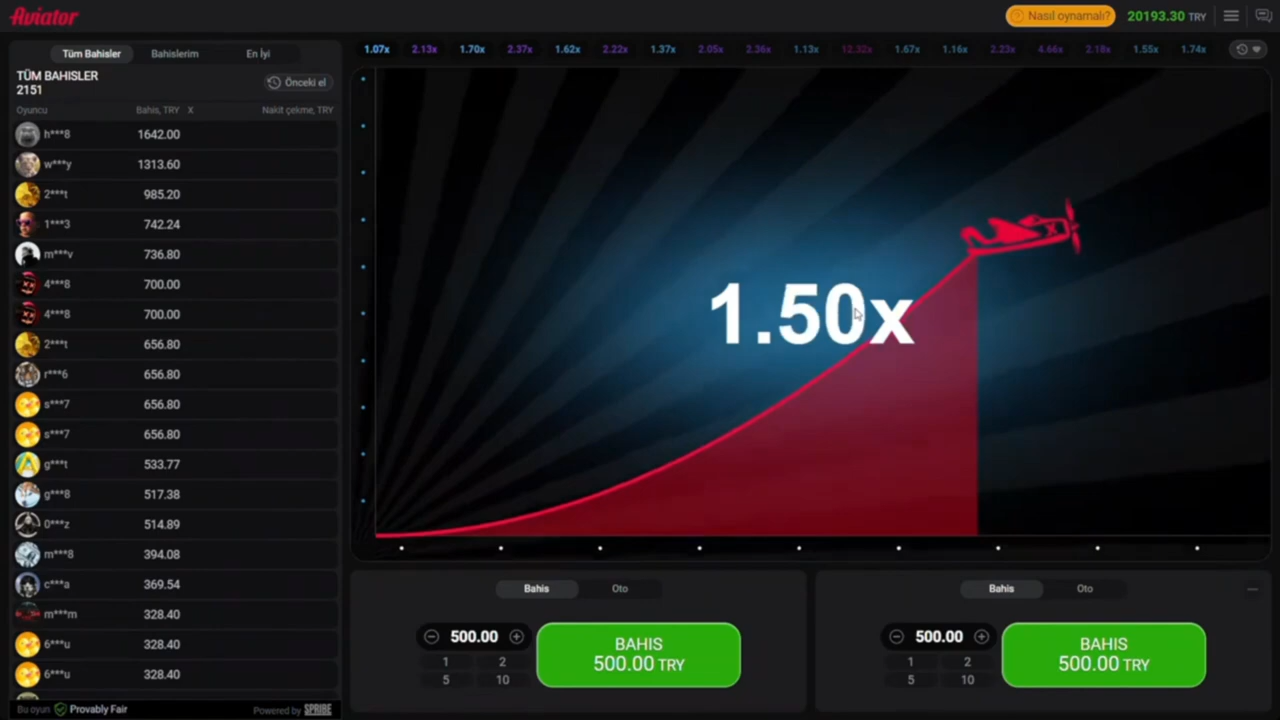 Aviator
Nasıl oynamalı?
20193.30 TRY
Tüm Bahisler
Bahislerim
En İyi
TÜM BAHISLER
2151
Önceki el
Oyuncu
Bahis, TRY X
Nakit çekme, TRY
h***8 1642.00
w***y 1313.60
2***t 985.20
1***3 742.24
m***v 736.80
4***8 700.00
4***8 700.00
2***t 656.80
r***6 656.80
s***7 656.80
s***7 656.80
g***t 533.77
g***8 517.38
0***z 514.89
m***8 394.08
c***a 369.54
m***m 328.40
6***u 328.40
6***u 328.40
Bu oyun Provably Fair
Powered by SPRIBE
1.07x 2.13x 1.70x 2.37x 1.62x 2.22x 1.37x 2.05x 2.36x 1.13x 12.32x 1.67x 1.16x 2.23x 4.66x 2.18x 1.55x 1.74x
1.50x
Bahis Oto
500.00
1 2
5 10
BAHIS
500.00 TRY
Bahis Oto
500.00
1 2
5 10
BAHIS
500.00 TRY